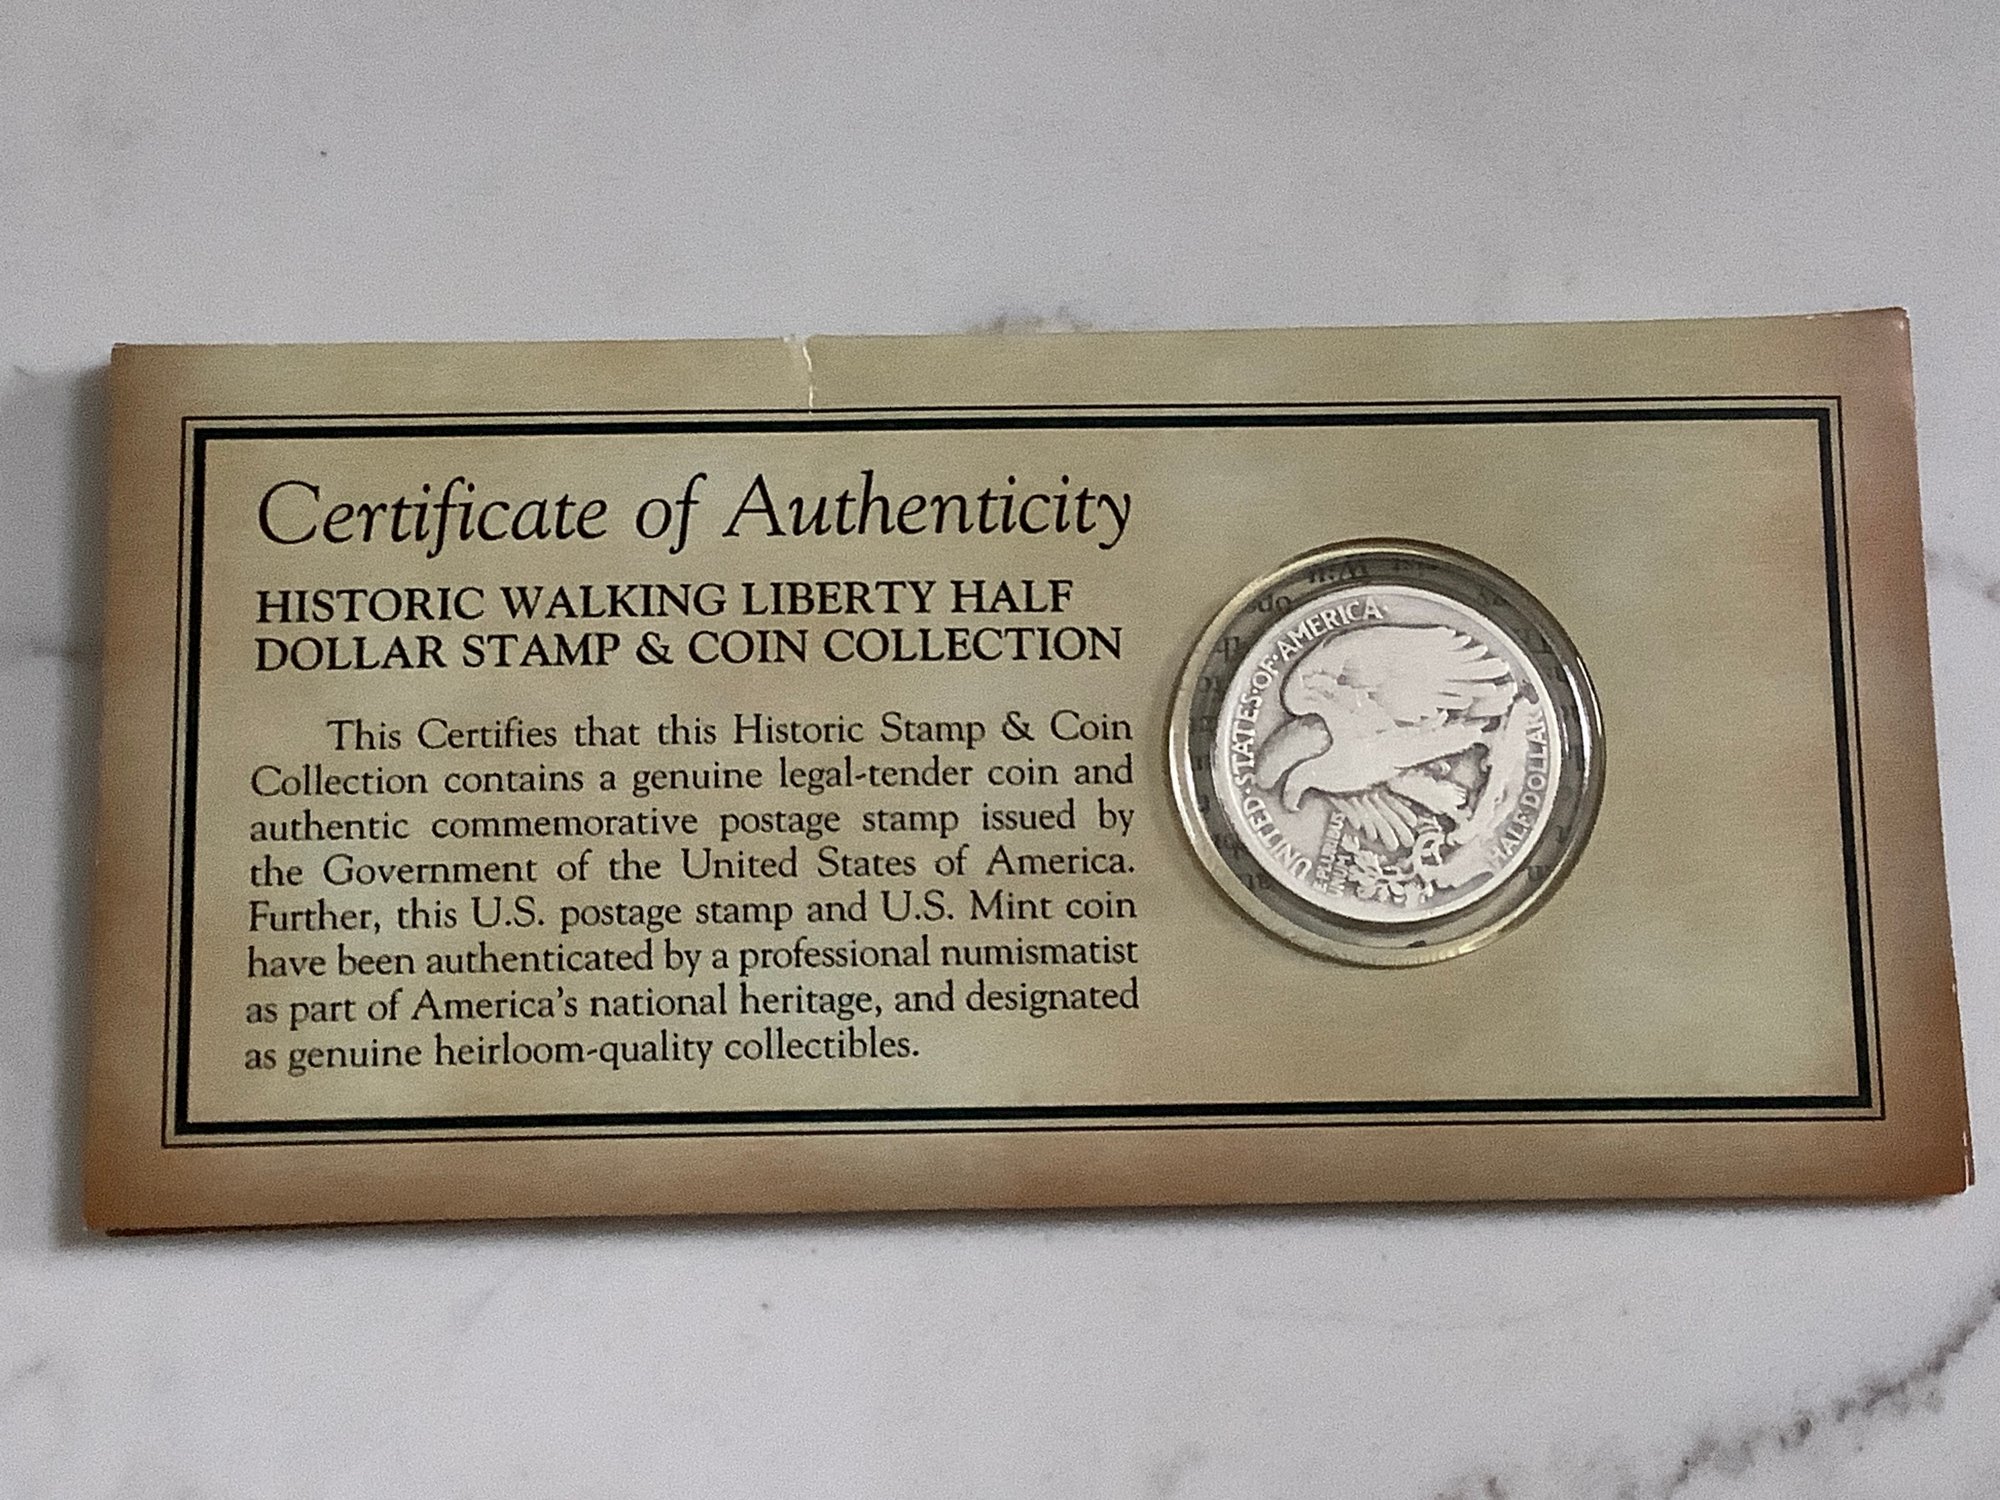 Certificate of Authenticity
HISTORIC WALKING LIBERTY HALF
DOLLAR STAMP & COIN COLLECTION
This Certifies that this Historic Stamp & Coin
Collection contains a genuine legal-tender coin and
authentic commemorative postage stamp issued by
the Government of the United States of America.
Further, this U.S. postage stamp and U.S. Mint coin
have been authenticated by a professional numismatist
as part of America's national heritage, and designated
as genuine heirloom-quality collectibles.
UNITED·STATES·OF·AMERICA·
E·PLURIBUS
UNUM
HALF·DOLLAR